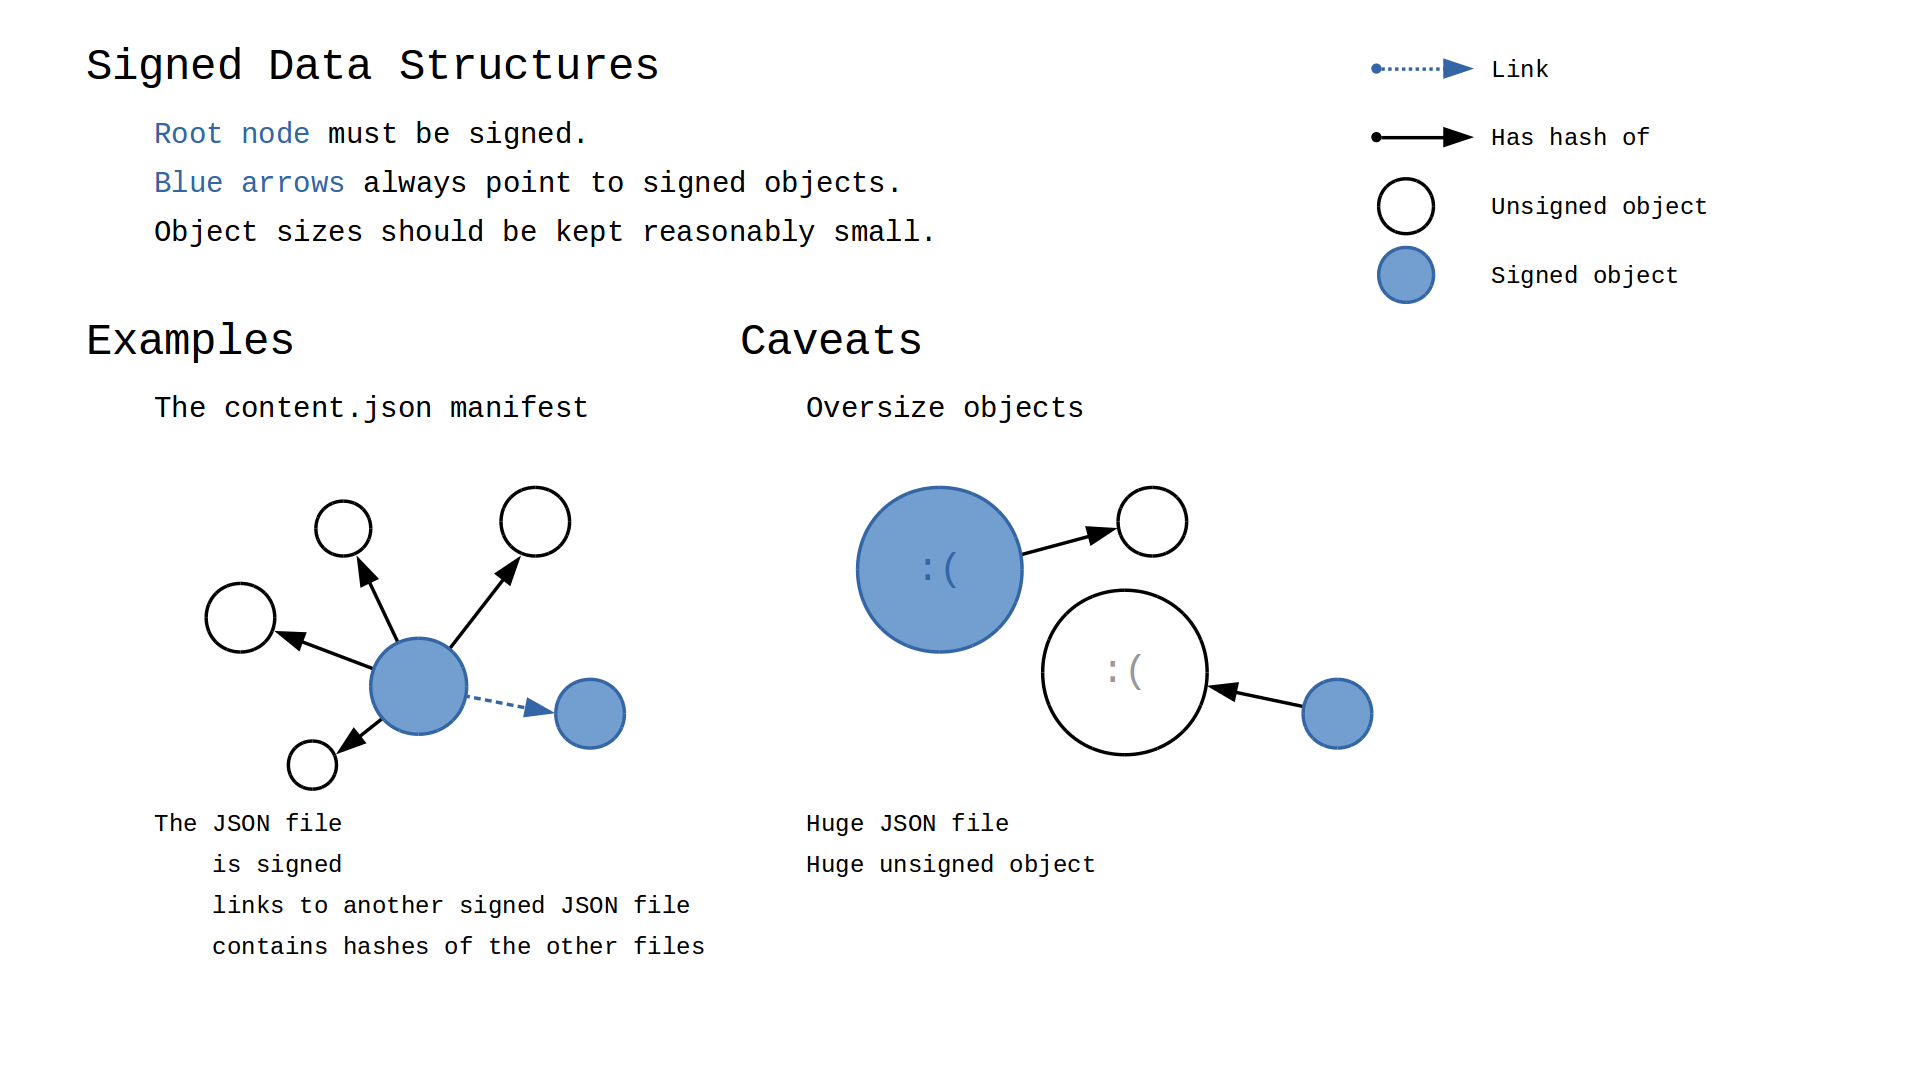 Signed Data Structures
Root node must be signed.
Blue arrows always point to signed objects.
Object sizes should be kept reasonably small.
Link
Has hash of
Unsigned object
Signed object
Examples
The content.json manifest
The JSON file
is signed
links to another signed JSON file
contains hashes of the other files
Caveats
Oversize objects
:(
:(
Huge JSON file
Huge unsigned object